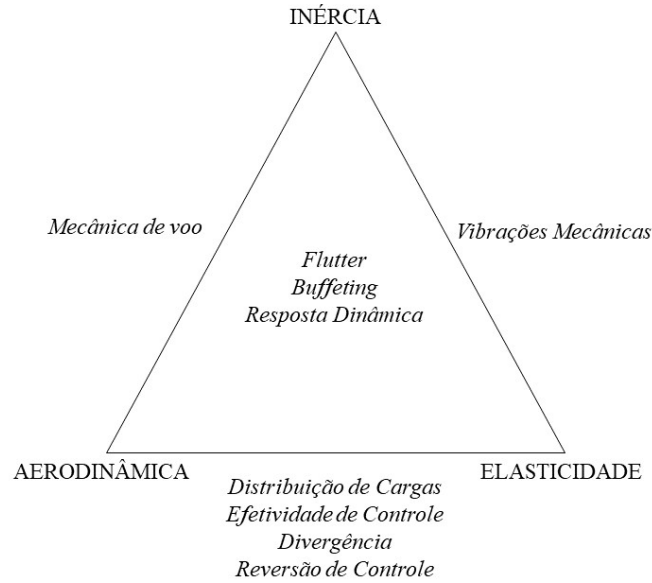 INÉRCIA
Mecânica de voo
Vibrações Mecânicas
Flutter
Buffeting
Resposta Dinâmica
AERODINÂMICA
ELASTICIDADE
Distribuição de Cargas
Efetividade de Controle
Divergência
Reversão de Controle